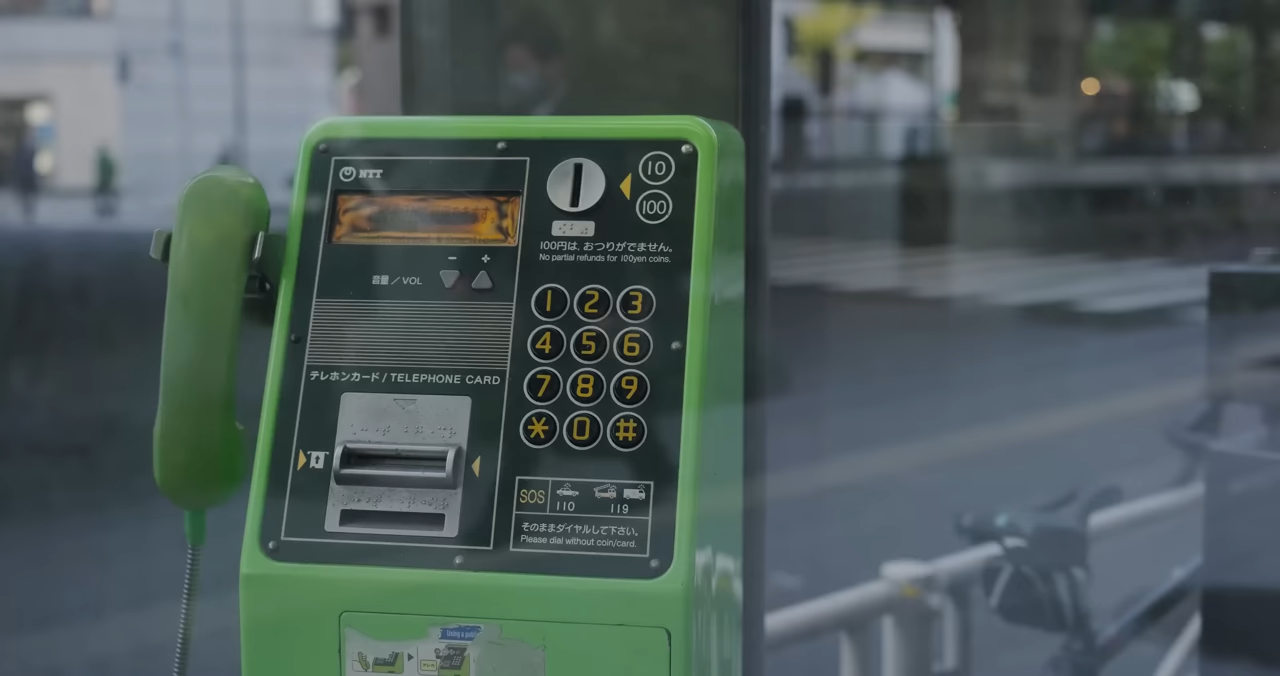 NTT
10
100
100円は、おつりがでません。
No partial refunds for 100yen coins.
- +
音量／VOL
1 2 3
4 5 6
7 8 9
* 0 #
テレホンカード / TELEPHONE CARD
SOS
110 119
そのままダイヤルして下さい。
Please dial without coin/card.
Using a